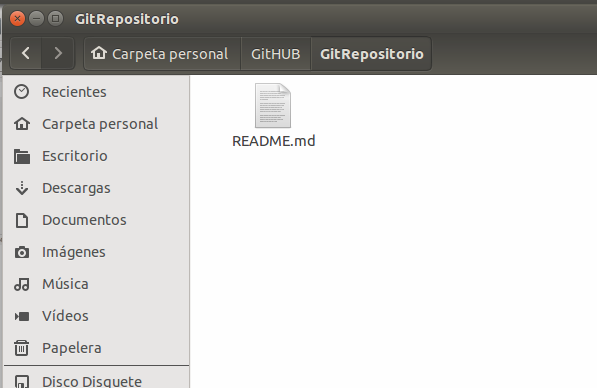 GitRepositorio
Carpeta personal GitHUB GitRepositorio
Recientes
Carpeta personal
Escritorio
Descargas
Documentos
Imágenes
Música
Vídeos
Papelera
Disco Disquete
README.md